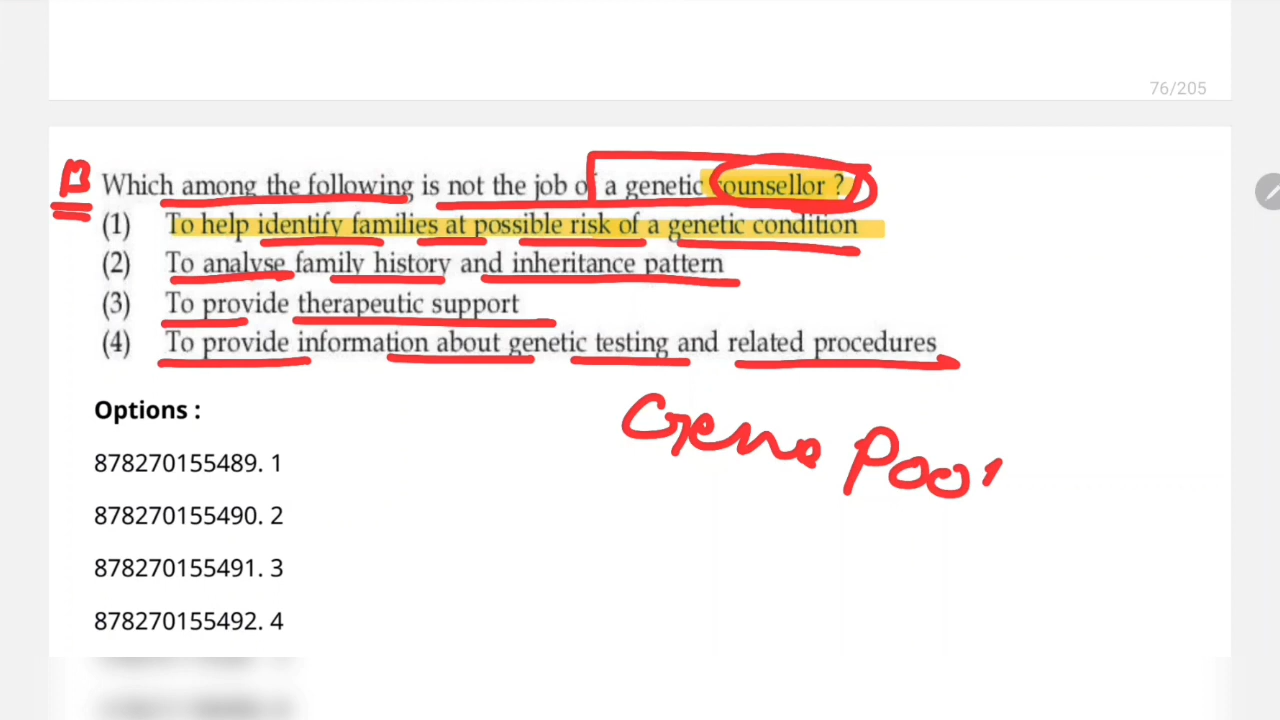 76/205
B Which among the following is not the job of a genetic counsellor ?
(1) To help identify families at possible risk of a genetic condition
(2) To analyse family history and inheritance pattern
(3) To provide therapeutic support
(4) To provide information about genetic testing and related procedures
Gene Pool
Options :
878270155489. 1
878270155490. 2
878270155491. 3
878270155492. 4